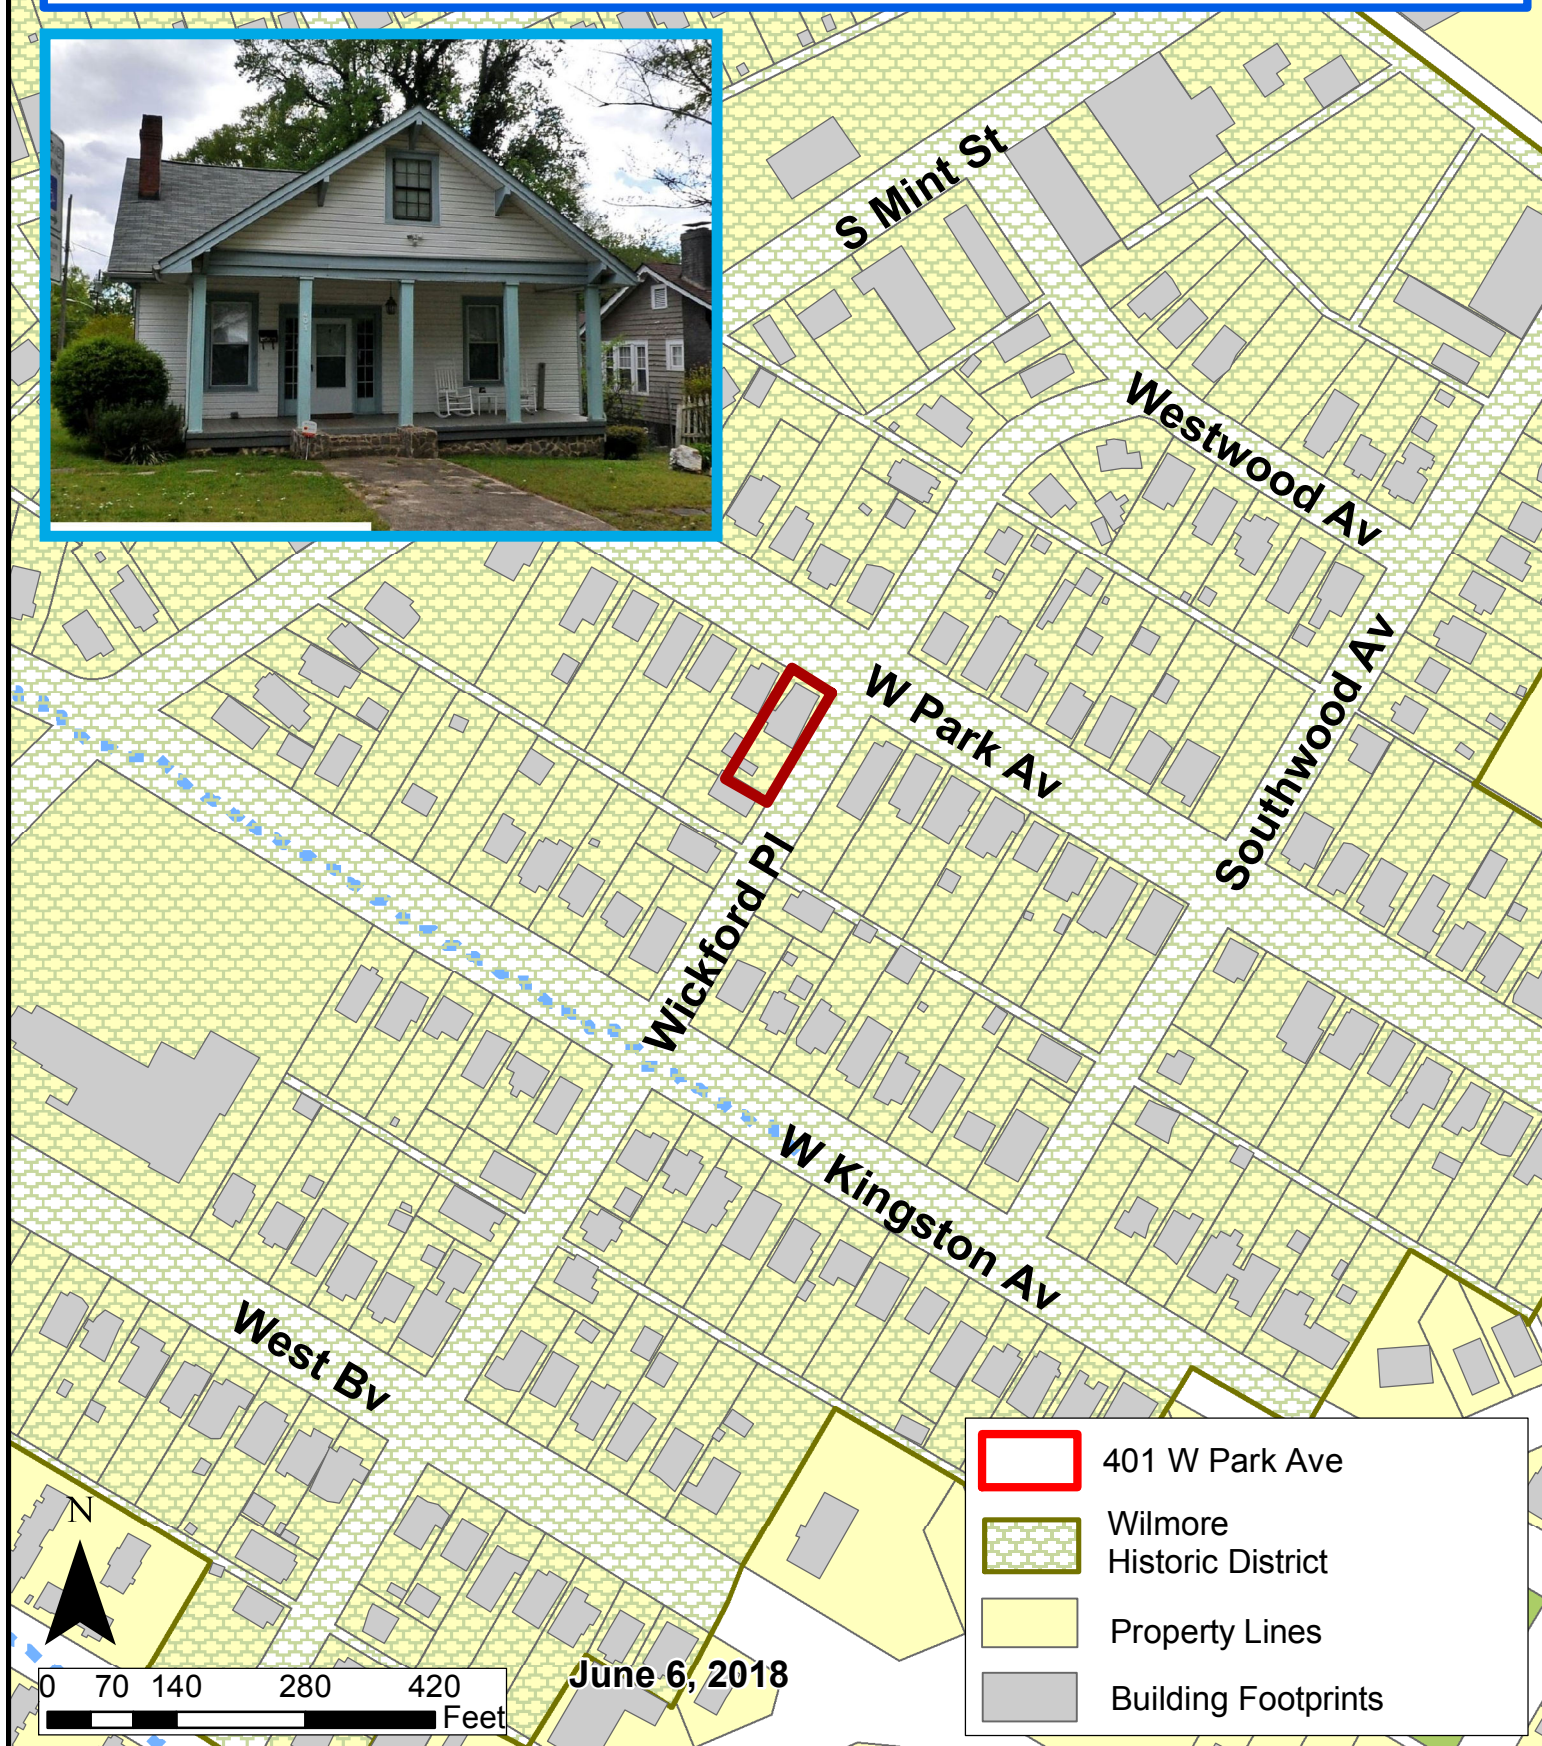 S Mint St
Westwood Av
W Park Av
Southwood Av
Wickford Pl
W Kingston Av
West Bv
401 W Park Ave
Wilmore
Historic District
Property Lines
Building Footprints
N
0 70 140 280 420
Feet
June 6, 2018